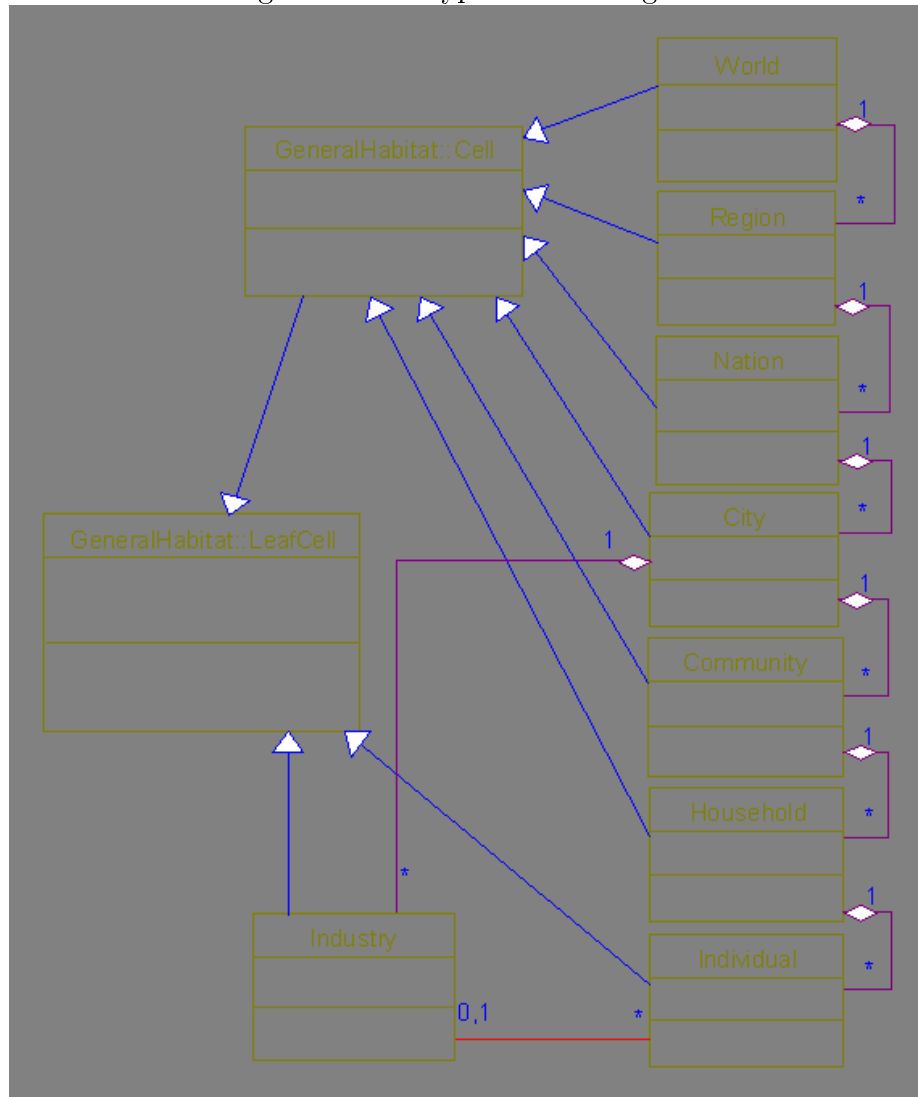 World
1
GeneralHabitat::Cell
*
Region
1
Nation
*
1
City
*
GeneralHabitat::LeafCell
1
1
Community
*
1
Household
*
*
1
Industry
Individual
*
0,1
*